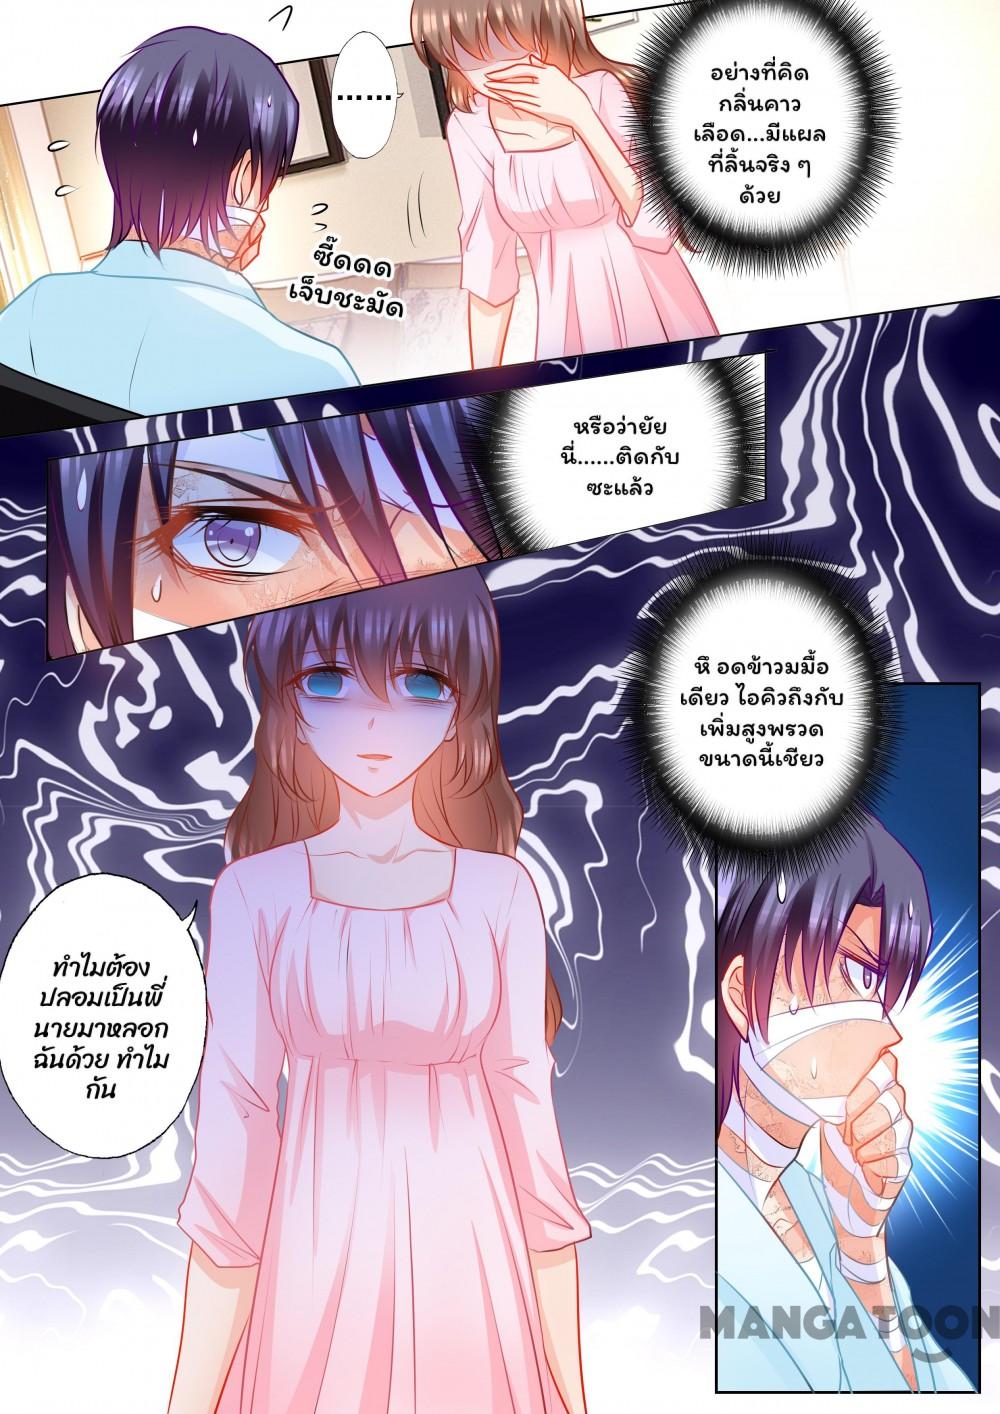 อย่างที่คิด
กลิ่นคาว
เลือด...มีแผล
ที่ลิ้นจริง ๆ
ด้วย
......
ซี๊ดดด
เจ็บชะมัด
หรือว่ายัย
นี่......ติดกับ
ซะแล้ว
หึ อดข้าวมมื้อ
เดียว ไอคิวถึงกับ
เพิ่มสูงพรวด
ขนาดนี้เชียว
ทำไมต้อง
ปลอมเป็นพี่
นายมาหลอก
ฉันด้วย ทำไม
กัน
MANGATOON